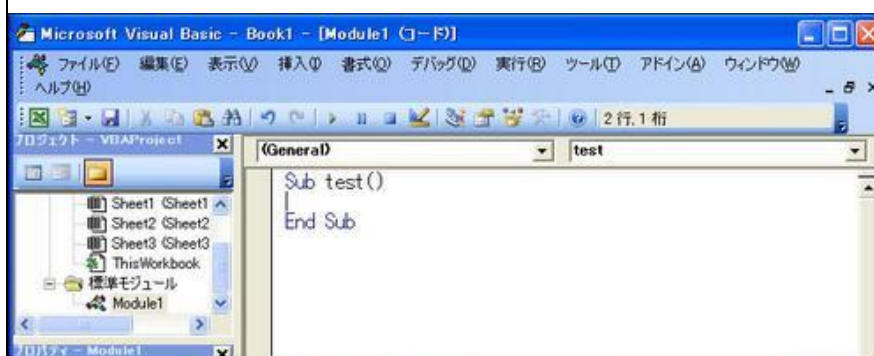 Microsoft Visual Basic - Book1 - [Module1 (コード)]
ファイル(F) 編集(E) 表示(V) 挿入(I) 書式(O) デバッグ(D) 実行(R) ツール(T) アドイン(A) ウィンドウ(W)
ヘルプ(H)
2 行, 1 桁
プロジェクト - VBAProject
(General)
test
Sheet1 (Sheet1
Sheet2 (Sheet2
Sheet3 (Sheet3
ThisWorkbook
標準モジュール
Module1
Sub test()
End Sub
プロパティ - Module1